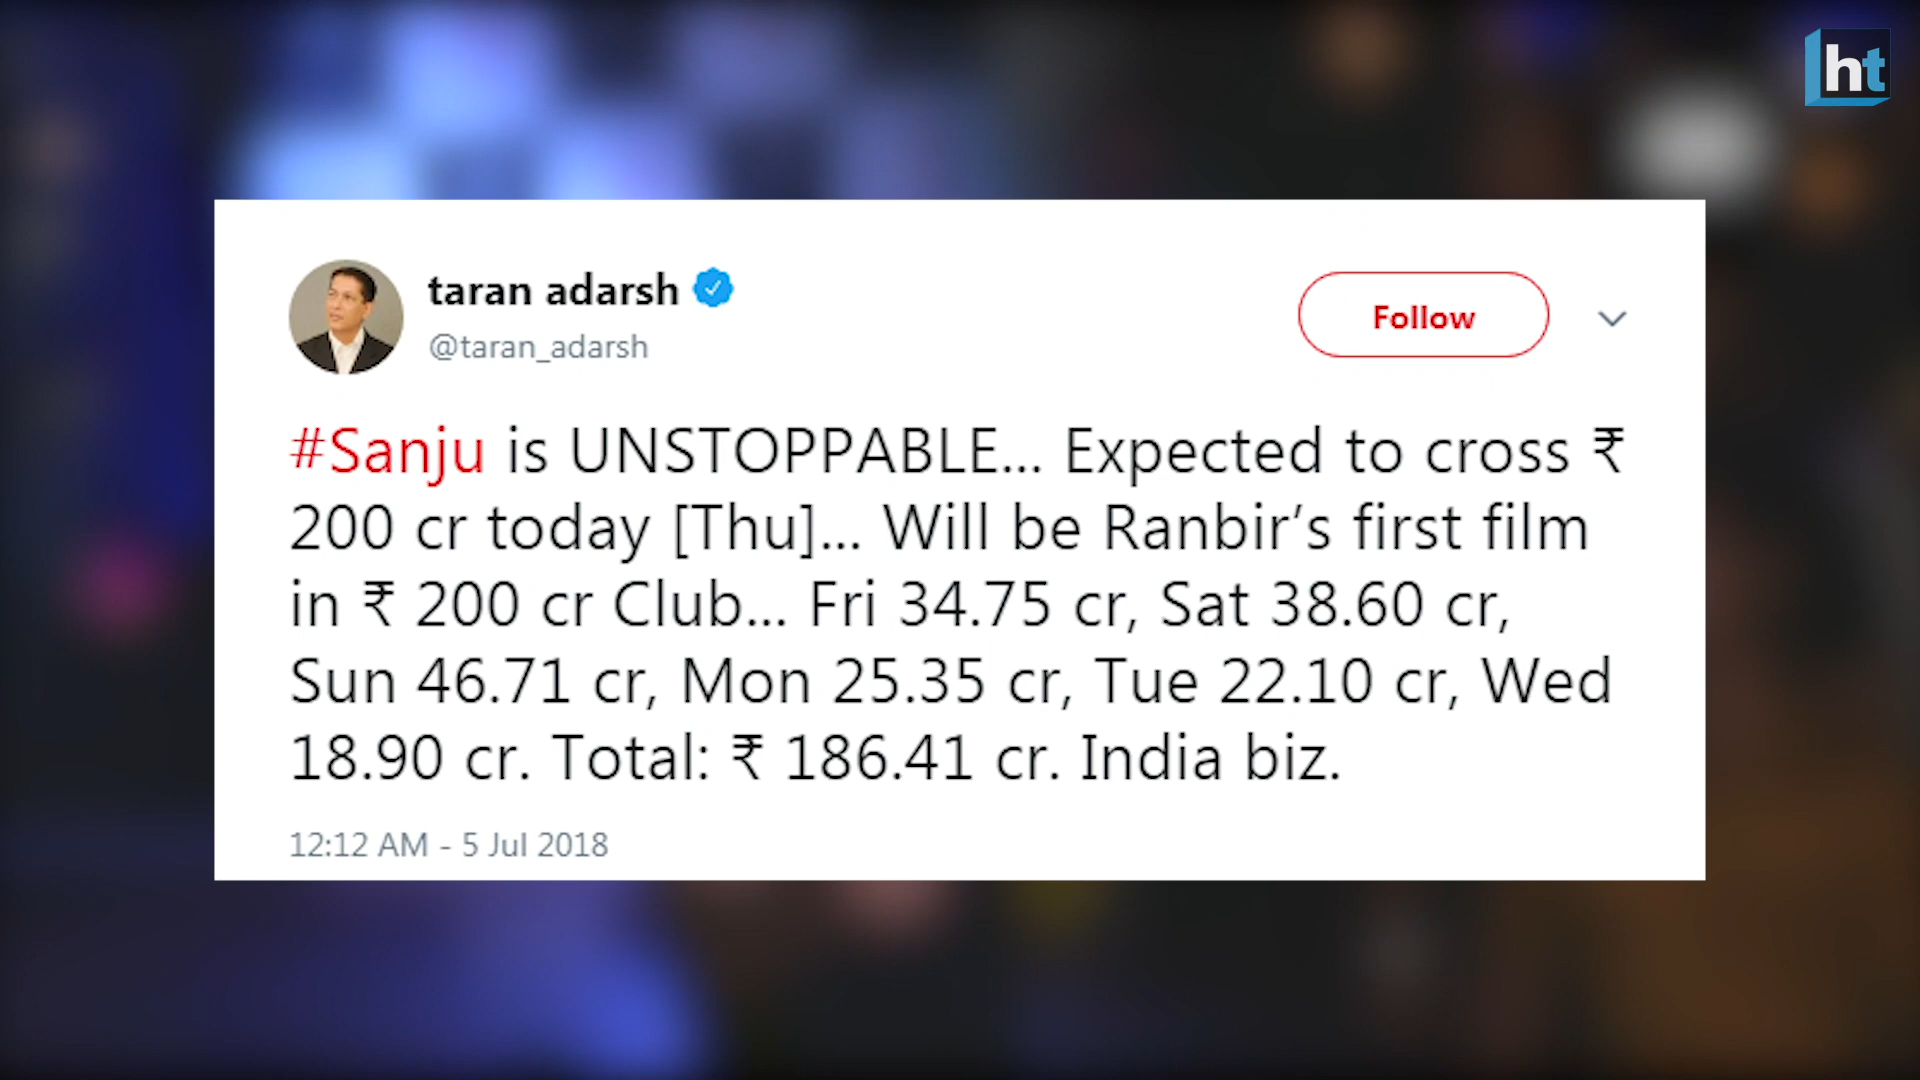 ht
taran adarsh
@taran_adarsh
Follow
#Sanju is UNSTOPPABLE... Expected to cross ₹
200 cr today [Thu]... Will be Ranbir’s first film
in ₹ 200 cr Club... Fri 34.75 cr, Sat 38.60 cr,
Sun 46.71 cr, Mon 25.35 cr, Tue 22.10 cr, Wed
18.90 cr. Total: ₹ 186.41 cr. India biz.
12:12 AM - 5 Jul 2018